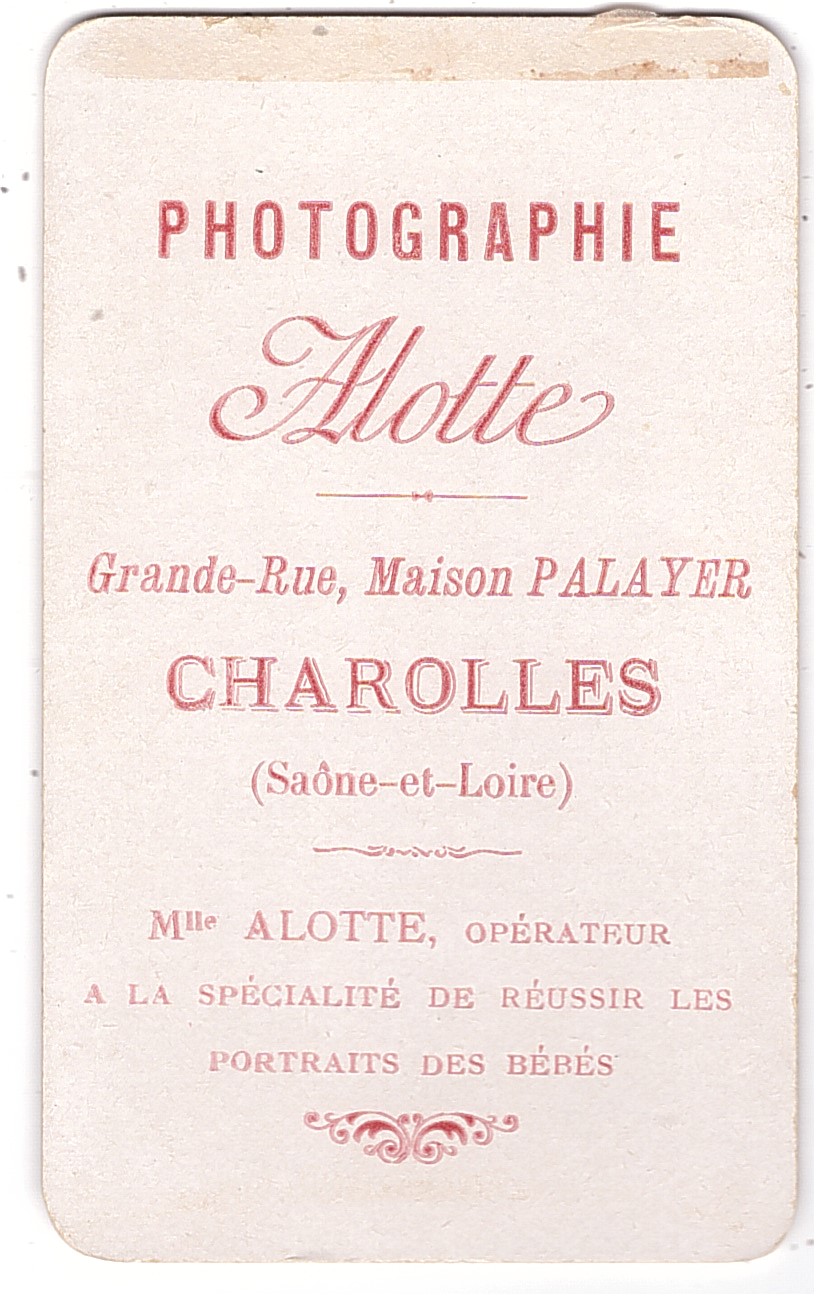 PHOTOGRAPHIE
Alotte
Grande-Rue, Maison PALAYER
CHAROLLES
(Saône-et-Loire)
Mlle ALOTTE, OPÉRATEUR
A LA SPÉCIALITÉ DE RÉUSSIR LES
PORTRAITS DES BÉBÉS